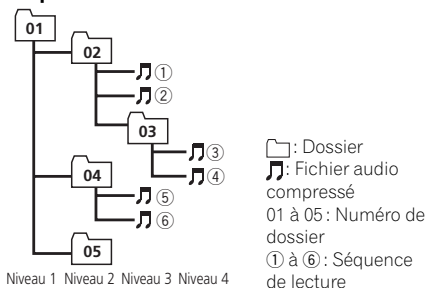 01
02
①
②
03
③
④
04
⑤
⑥
05
Niveau 1 Niveau 2 Niveau 3 Niveau 4
: Dossier
: Fichier audio
compressé
01 à 05 : Numéro de
dossier
① à ⑥ : Séquence
de lecture